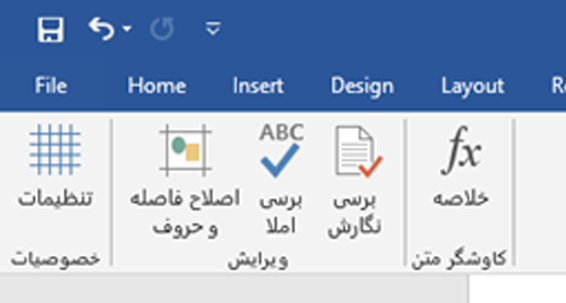 File Home Insert Design Layout R
ABC
fx
تنظیمات
اصلاح فاصله و حروف
بررسی املا
بررسی نگارش
خلاصه
خصوصیات
ویرایش
کاوشگر متن